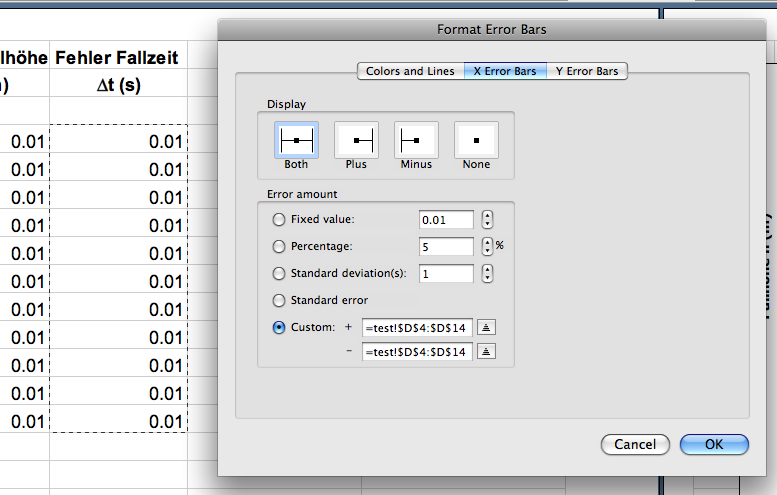 Format Error Bars
lhöhe Fehler Fallzeit
) Δt (s)
0.01 0.01
0.01 0.01
0.01 0.01
0.01 0.01
0.01 0.01
0.01 0.01
0.01 0.01
0.01 0.01
0.01 0.01
0.01 0.01
0.01 0.01
Colors and Lines X Error Bars Y Error Bars
Display
Both Plus Minus None
Error amount
Fixed value: 0.01
Percentage: 5 %
Standard deviation(s): 1
Standard error
Custom: + =test!$D$4:$D$14
- =test!$D$4:$D$14
Cancel OK